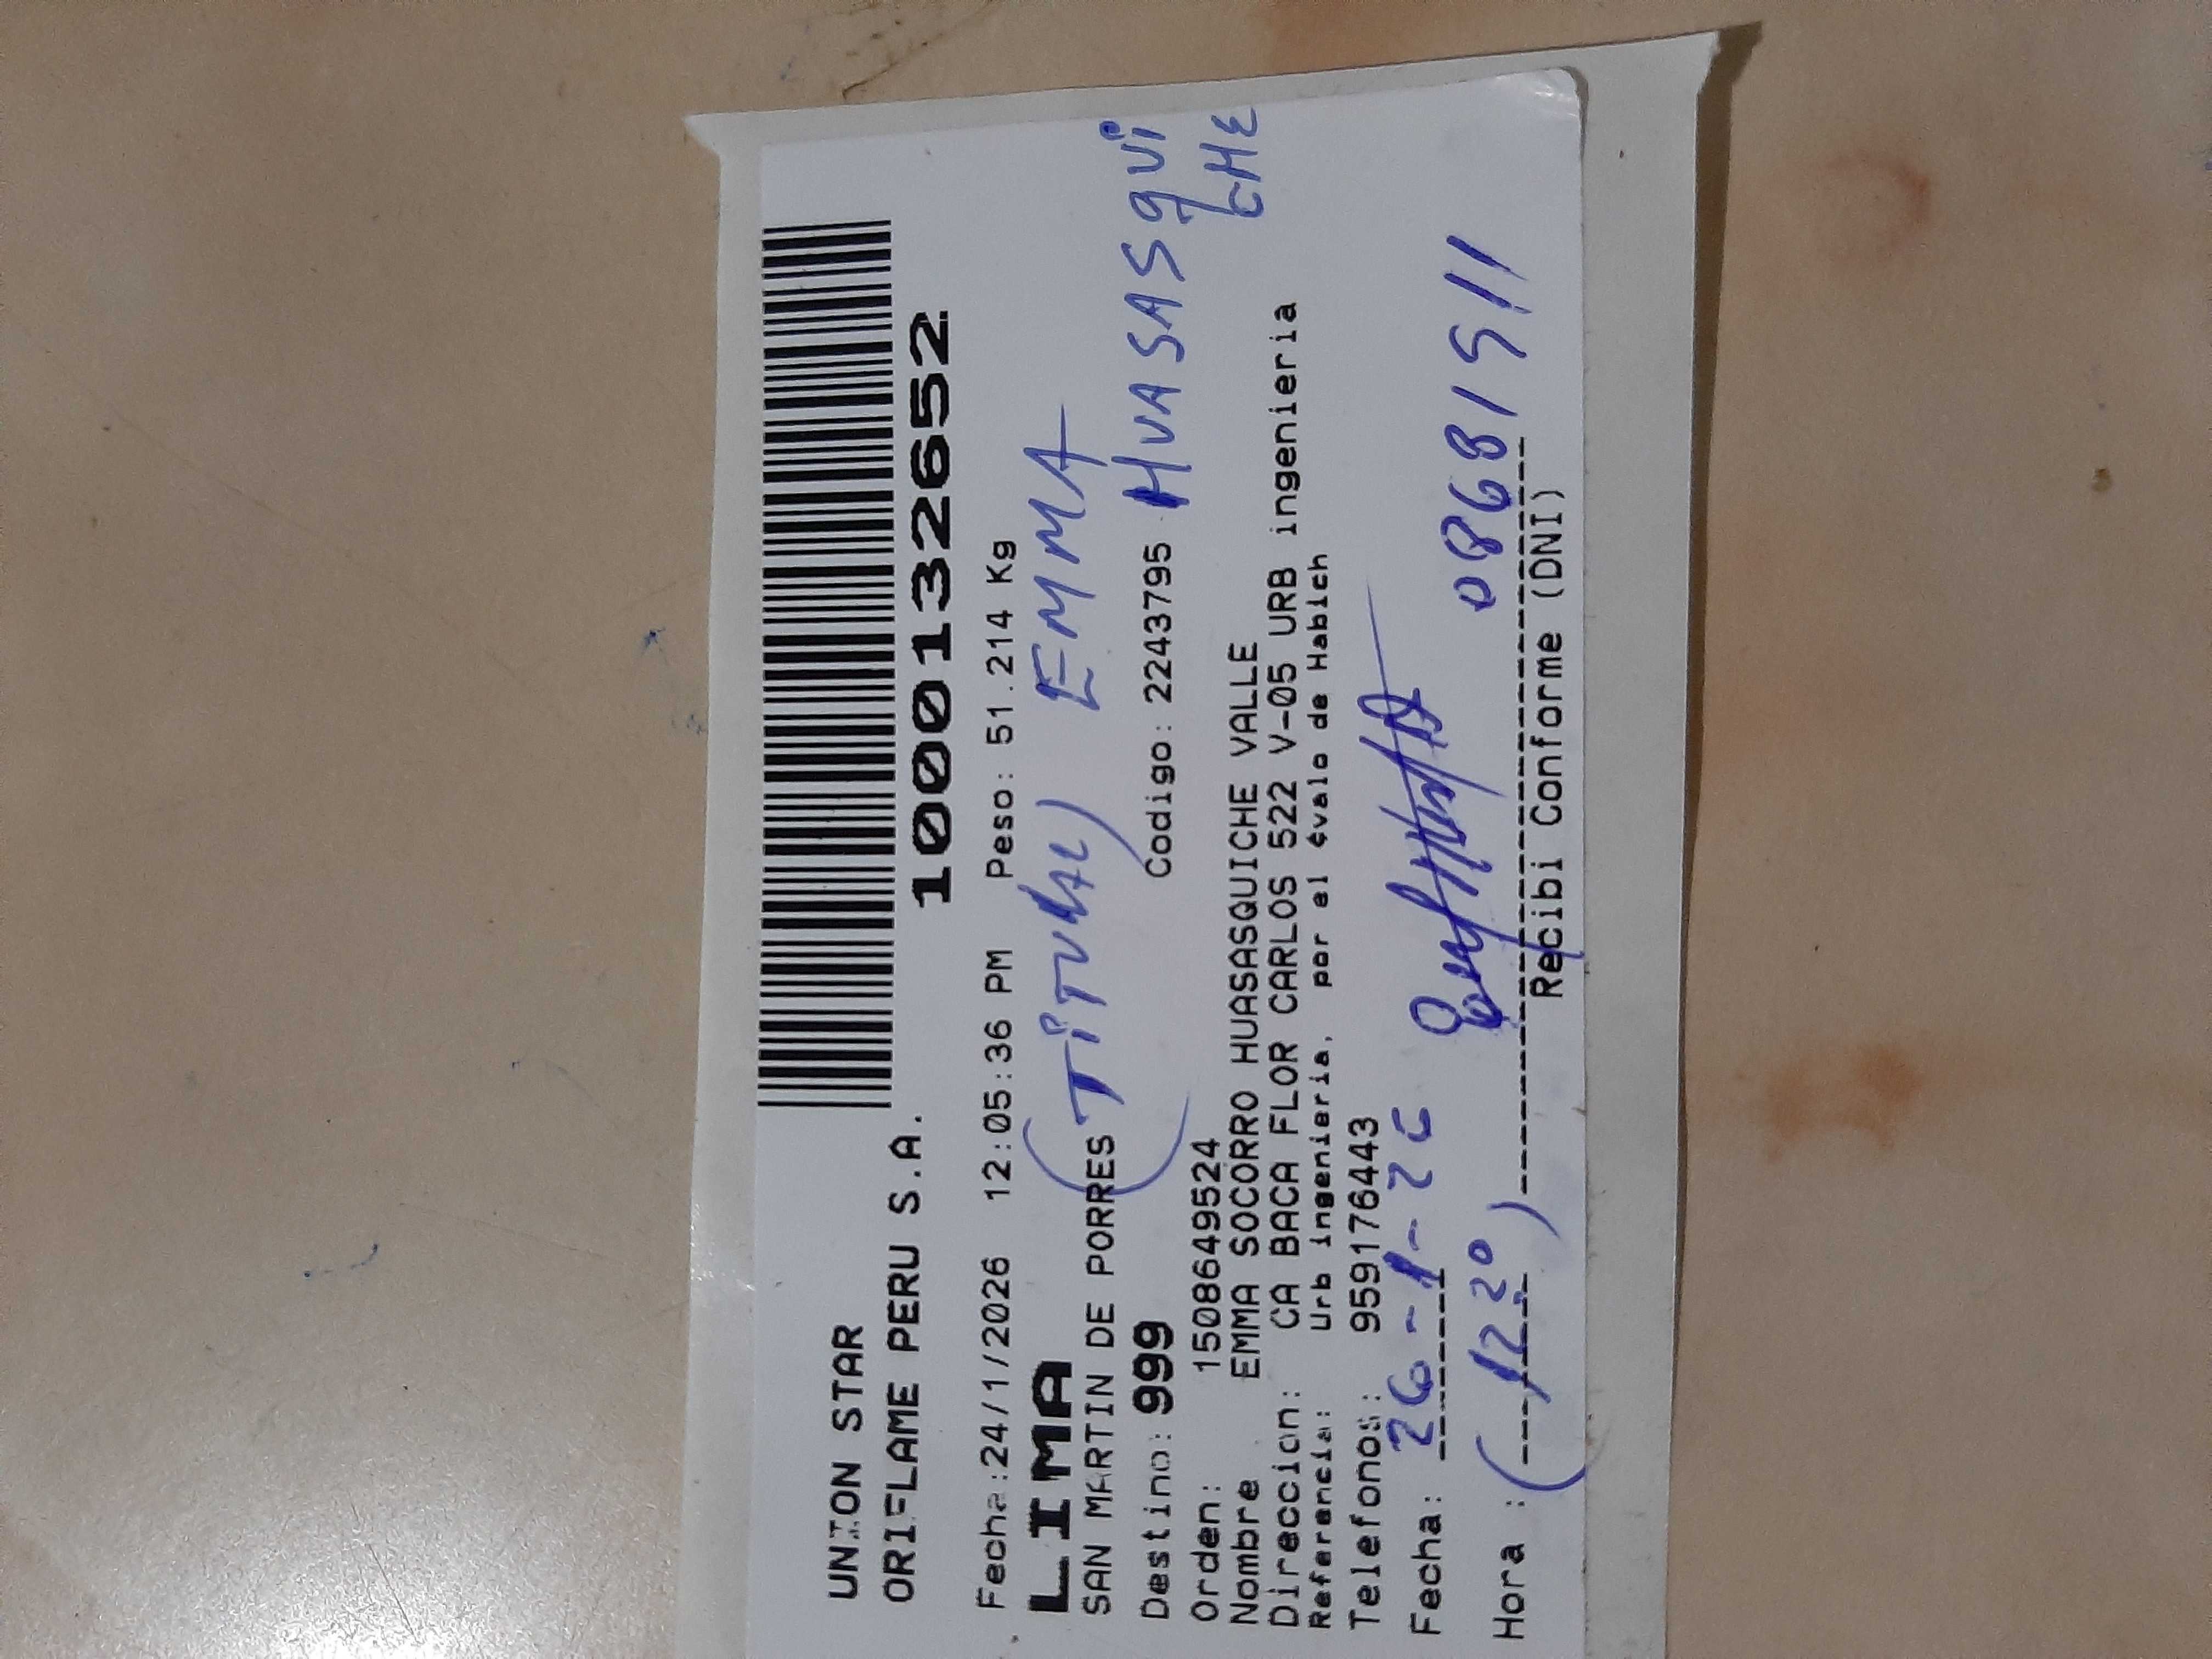 UNION STAR
ORIFLAME PERU S.A.
1000132652
Fecha:24/1/2026 12:05:36 PM Peso: 51.214 Kg
LIMA
SAN MARTIN DE PORRES (TiTULAR) EMMA
Destino: 999 Codigo: 2243795 HUASASqui
CHE
Orden: 1508649524
Nombre EMMA SOCORRO HUASASQUICHE VALLE
Direccion: CA BACA FLOR CARLOS 522 V-05 URB ingenieria
Referencia: Urb ingenieria, por el óvalo de Habich
Telefonos: 959176443
Fecha: 26-1-26
Hora : (12 20) 08681511
Recibi Conforme (DNI)